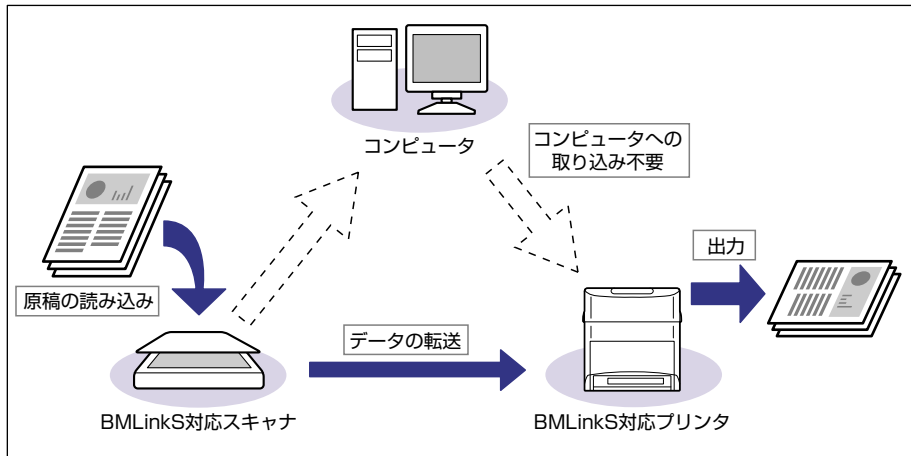 コンピュータ
コンピュータへの
取り込み不要
出力
原稿の読み込み
データの転送
BMLinkS対応スキャナ
BMLinkS対応プリンタ